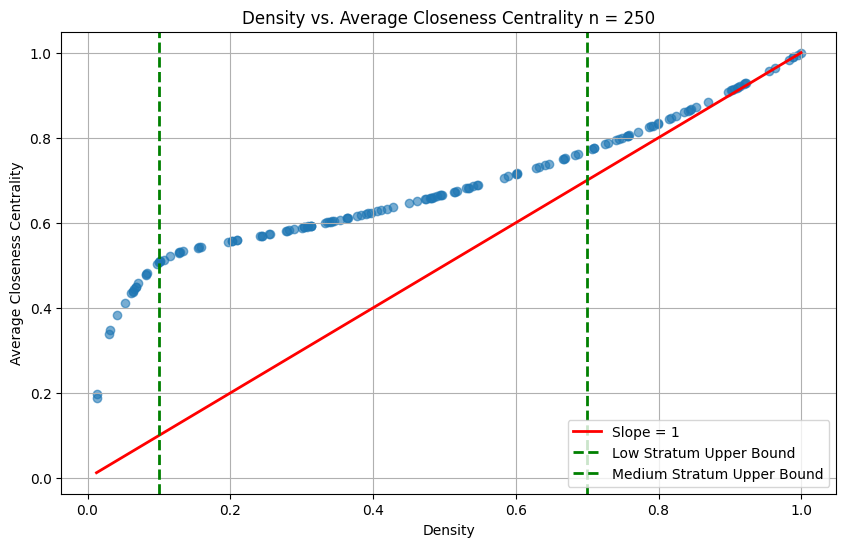 Density vs. Average Closeness Centrality n = 250
Average Closeness Centrality
1.0
0.8
0.6
0.4
0.2
0.0
0.0 0.2 0.4 0.6 0.8 1.0
Density
Slope = 1
Low Stratum Upper Bound
Medium Stratum Upper Bound